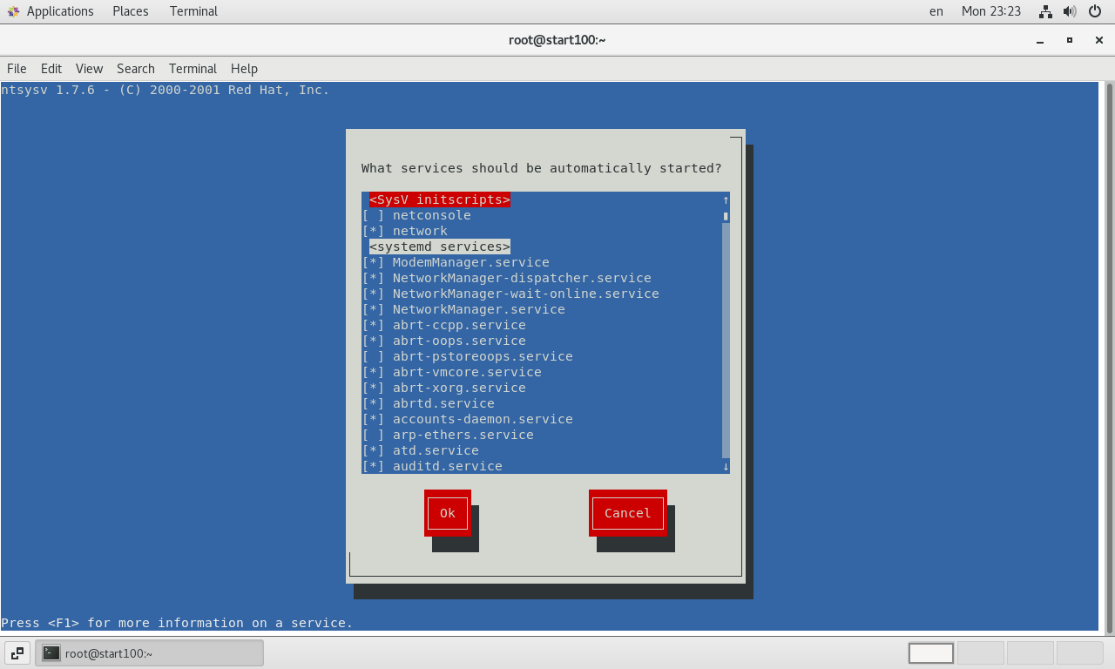 Applications Places Terminal en Mon 23:23
root@start100:~
File Edit View Search Terminal Help
ntsysv 1.7.6 - (C) 2000-2001 Red Hat, Inc.
What services should be automatically started?
<SysV initscripts>
[ ] netconsole
[*] network
<systemd services>
[*] ModemManager.service
[*] NetworkManager-dispatcher.service
[*] NetworkManager-wait-online.service
[*] NetworkManager.service
[*] abrt-ccpp.service
[*] abrt-oops.service
[ ] abrt-pstoreoops.service
[*] abrt-vmcore.service
[*] abrt-xorg.service
[*] abrtd.service
[*] accounts-daemon.service
[ ] arp-ethers.service
[*] atd.service
[*] auditd.service
Ok Cancel
Press <F1> for more information on a service.
root@start100:~